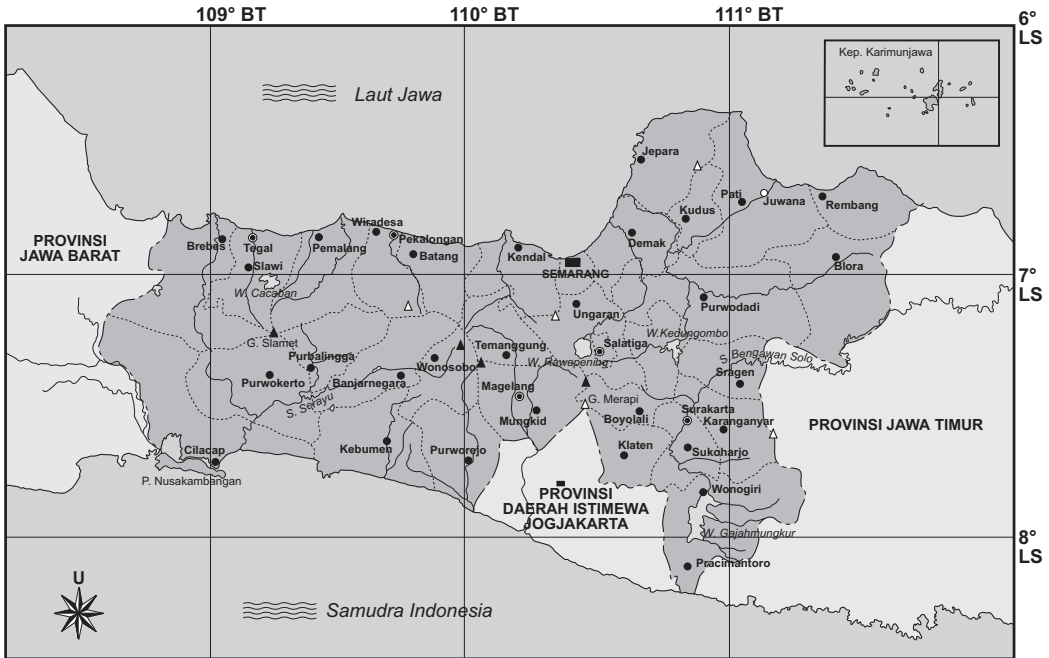 109° BT
110° BT
111° BT
6°
LS
Kep. Karimunjawa
Laut Jawa
Jepara
Pati
Juwana
Rembang
Kudus
Wiradesa
Pekalongan
Brebes
Tegal
Pemalang
Batang
Kendai
Demak
PROVINSI
JAWA BARAT
Slawi
SEMARANG
Blora
7°
LS
W. Cacaban
Ungaran
Purwodadi
G. Slamet
W.Kedungombo
Temanggung
Salatiga
W. Rawapening
S. Bengawan Solo
Purbalingga
Wonosobo
Sragen
Purwokerto
Banjarnegara
Magelang
S. Serayu
G. Merapi
Mungkid
Boyolali
Surakarta
Karanganyar
PROVINSI JAWA TIMUR
Cilacap
Kebumen
Purworejo
Klaten
Sukoharjo
P. Nusakambangan
PROVINSI
DAERAH ISTIMEWA
JOGJAKARTA
Wonogiri
W. Gajahmungkur
8°
LS
Pracimantoro
U
Samudra Indonesia